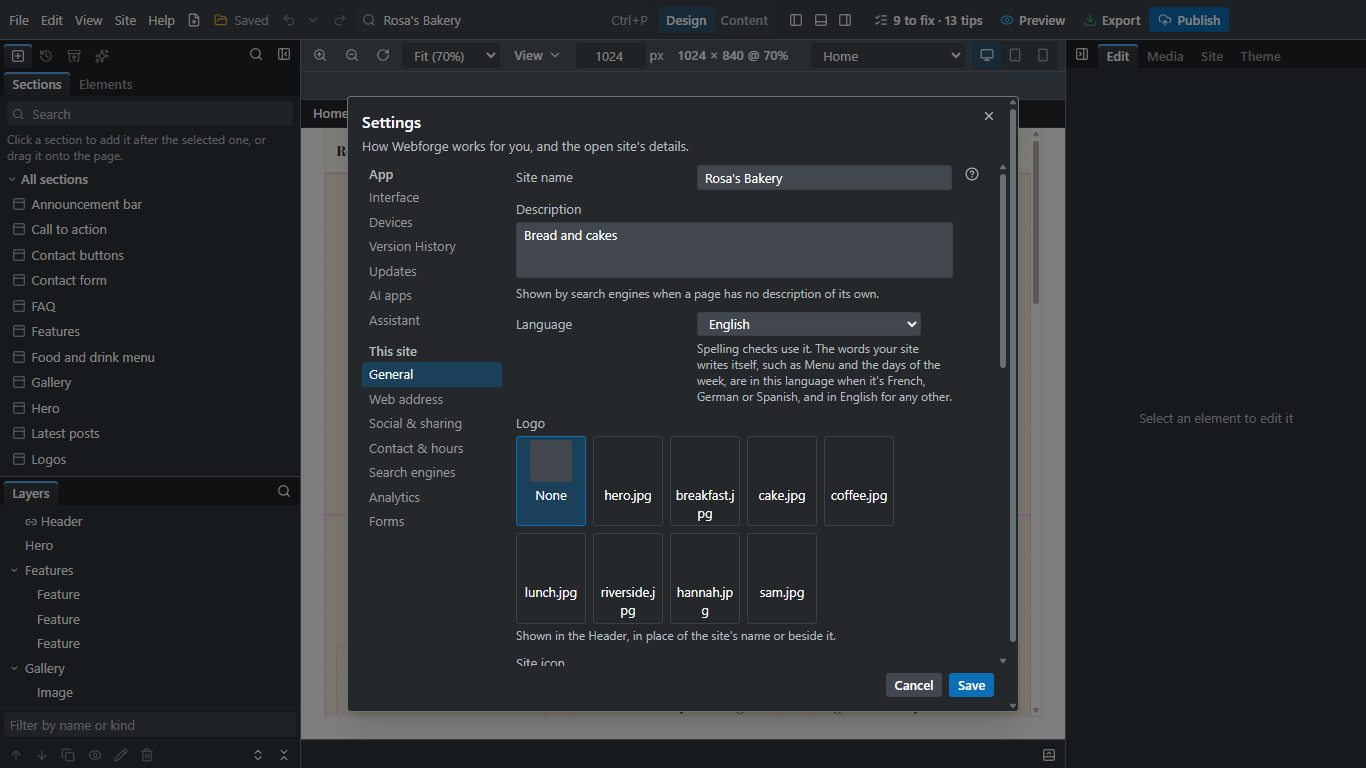 File Edit View Site Help Saved Rosa's Bakery Ctrl+P Design Content 9 to fix · 13 tips Preview Export Publish
Fit (70%) View 1024 px 1024 × 840 @ 70% Home Edit Media Site Theme
Sections Elements
Search
Click a section to add it after the selected one, or
drag it onto the page.
All sections
Announcement bar
Call to action
Contact buttons
Contact form
FAQ
Features
Food and drink menu
Gallery
Hero
Latest posts
Logos
Layers
Header
Hero
Features
Feature
Feature
Feature
Gallery
Image
Filter by name or kind
Home
Settings
How Webforge works for you, and the open site's details.
App
Interface
Devices
Version History
Updates
AI apps
Assistant
This site
General
Web address
Social & sharing
Contact & hours
Search engines
Analytics
Forms
Site name Rosa's Bakery
Description
Bread and cakes
Shown by search engines when a page has no description of its own.
Language English
Spelling checks use it. The words your site
writes itself, such as Menu and the days of the
week, are in this language when it's French,
German or Spanish, and in English for any other.
Logo
None hero.jpg breakfast.j
pg cake.jpg coffee.jpg
lunch.jpg riverside.j
pg hannah.jp
g sam.jpg
Shown in the Header, in place of the site's name or beside it.
Site icon
Cancel Save
Select an element to edit it